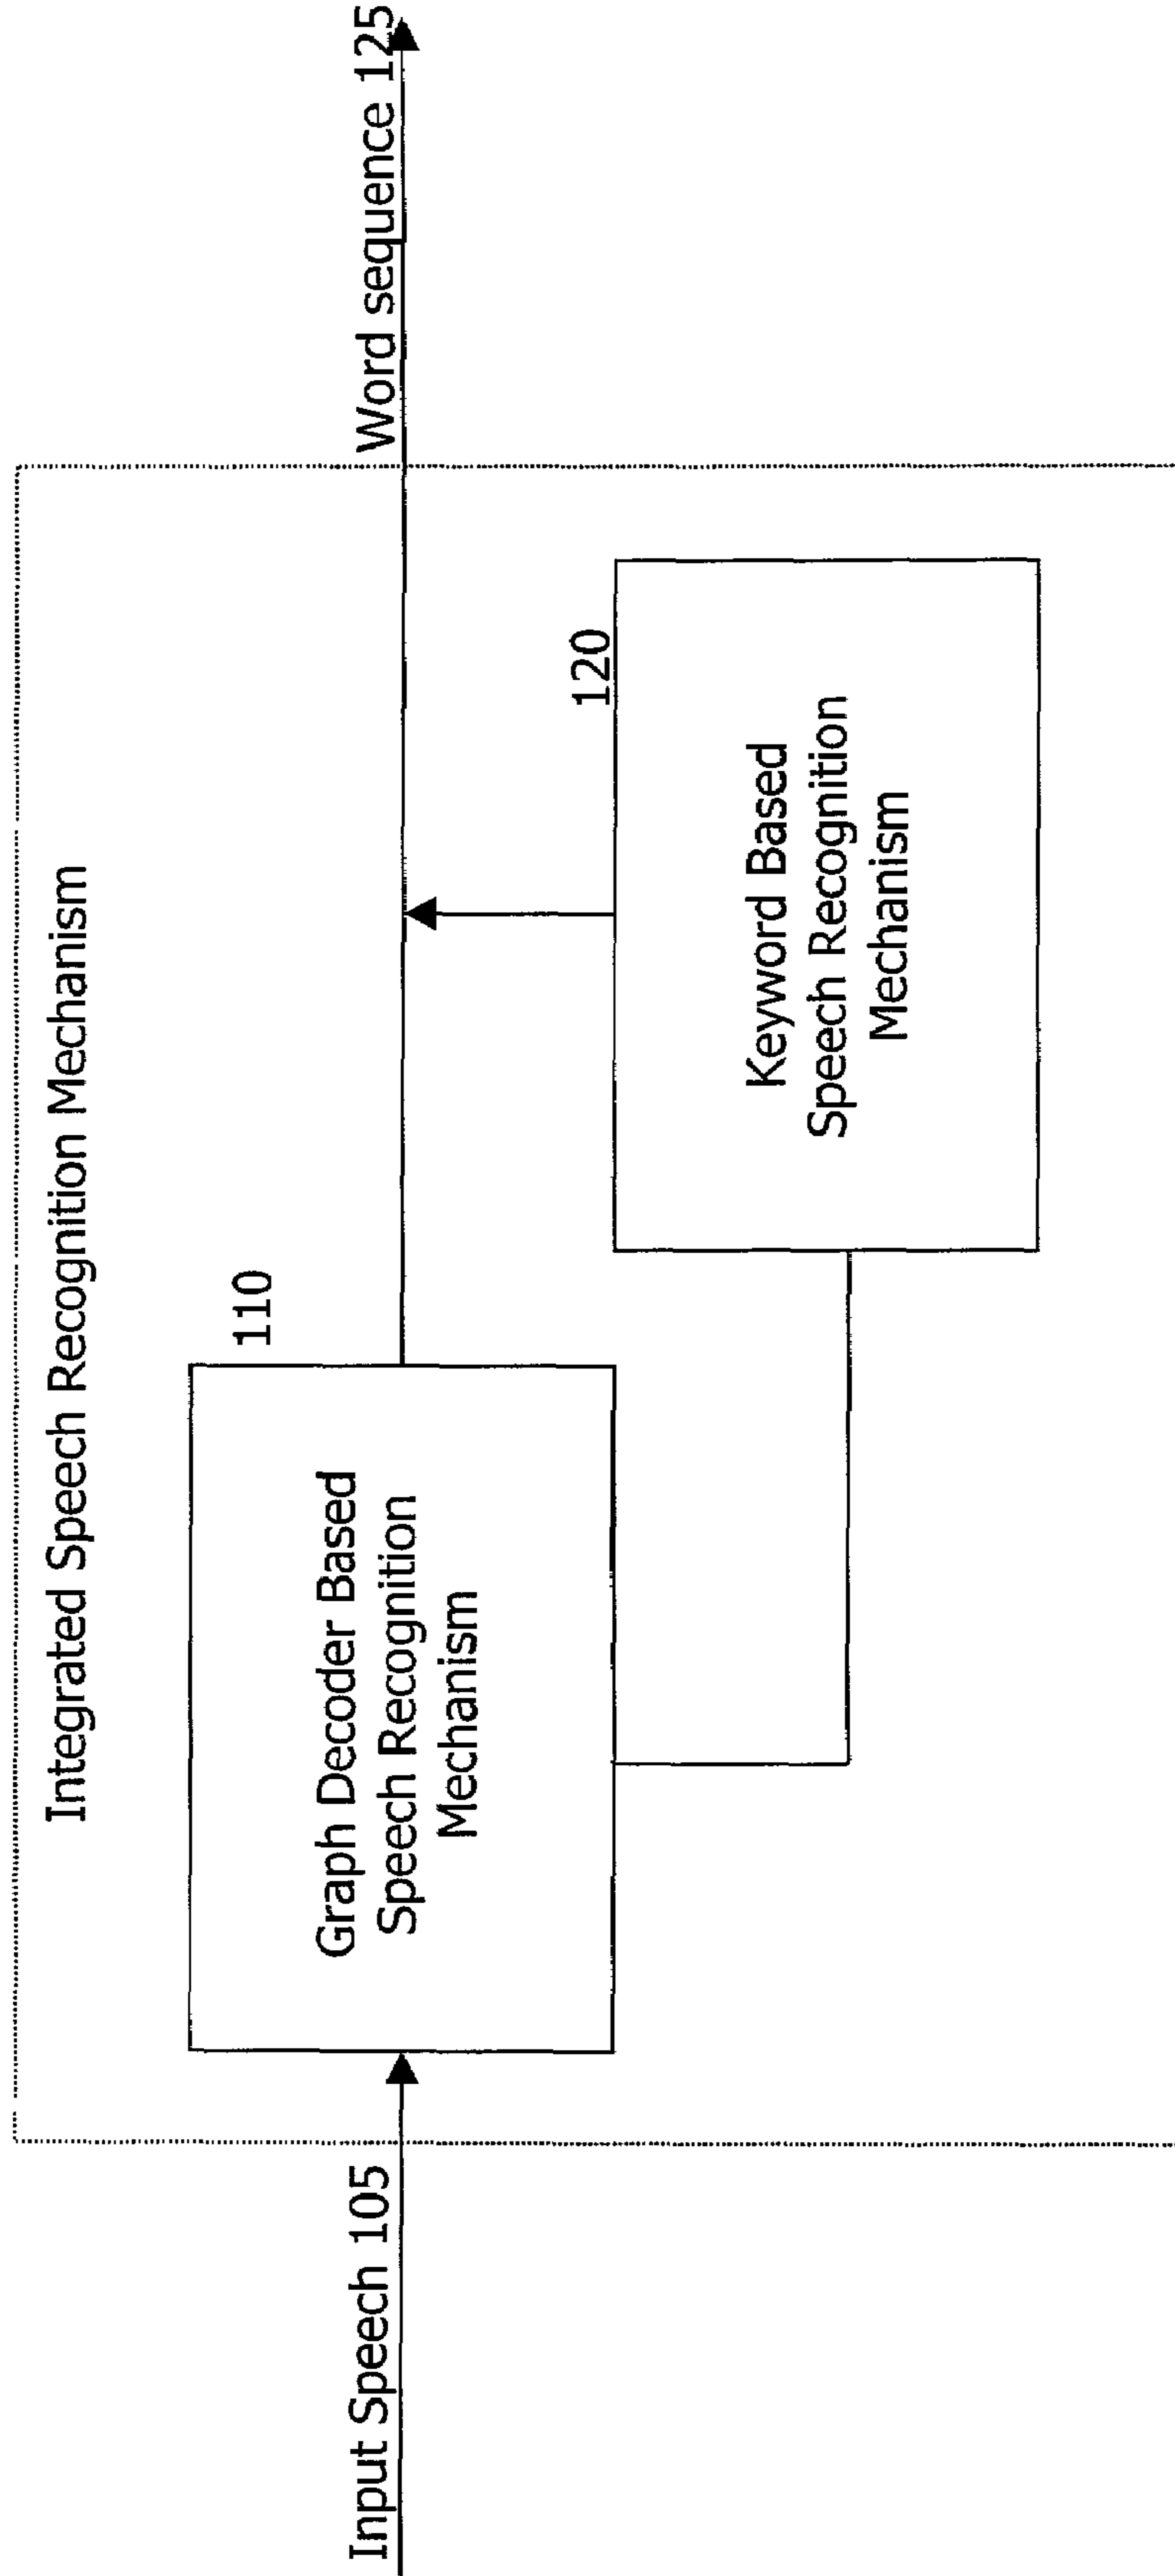 Integrated Speech Recognition Mechanism
Input Speech 105
110
Graph Decoder Based
Speech Recognition
Mechanism
Word sequence 125
120
Keyword Based
Speech Recognition
Mechanism